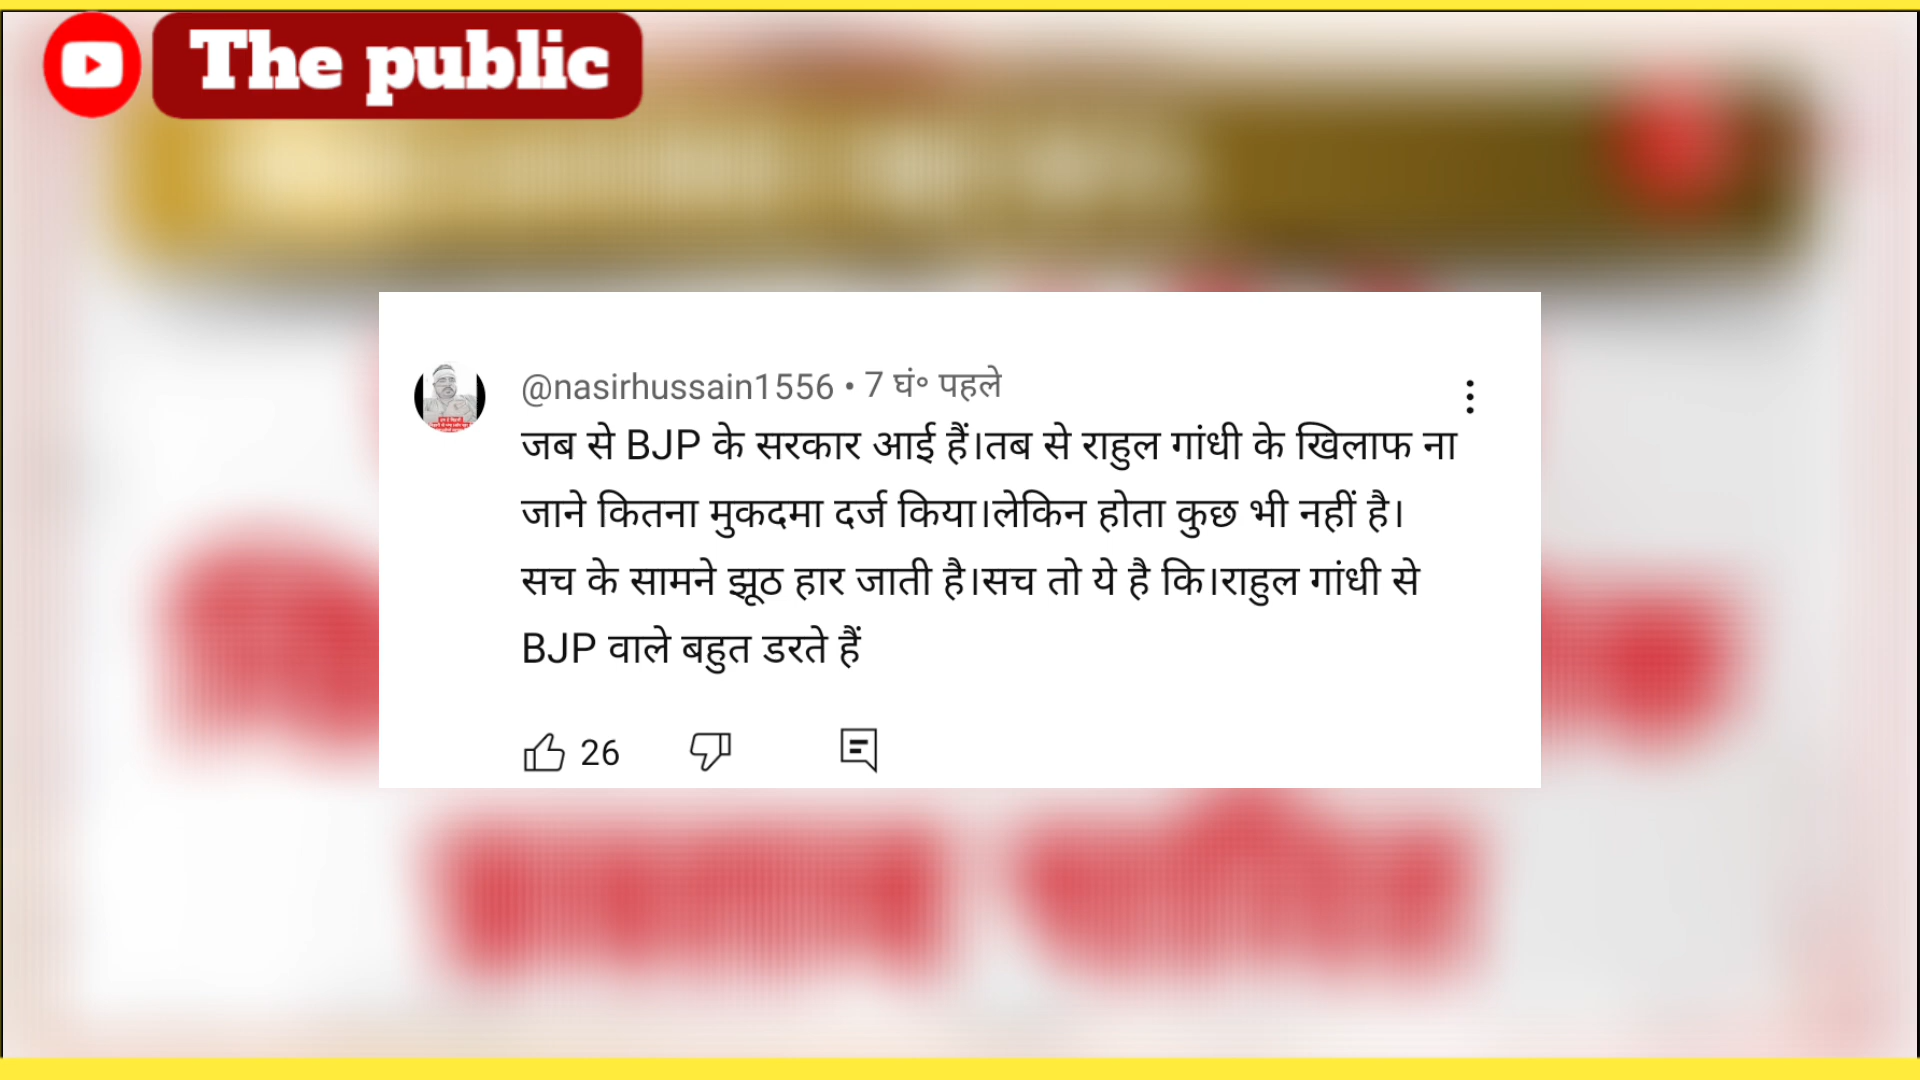 The public
@nasirhussain1556 • 7 घं॰ पहले
जब से BJP के सरकार आई हैं।तब से राहुल गांधी के खिलाफ ना
जाने कितना मुकदमा दर्ज किया।लेकिन होता कुछ भी नहीं है।
सच के सामने झूठ हार जाती है।सच तो ये है कि।राहुल गांधी से
BJP वाले बहुत डरते हैं
26